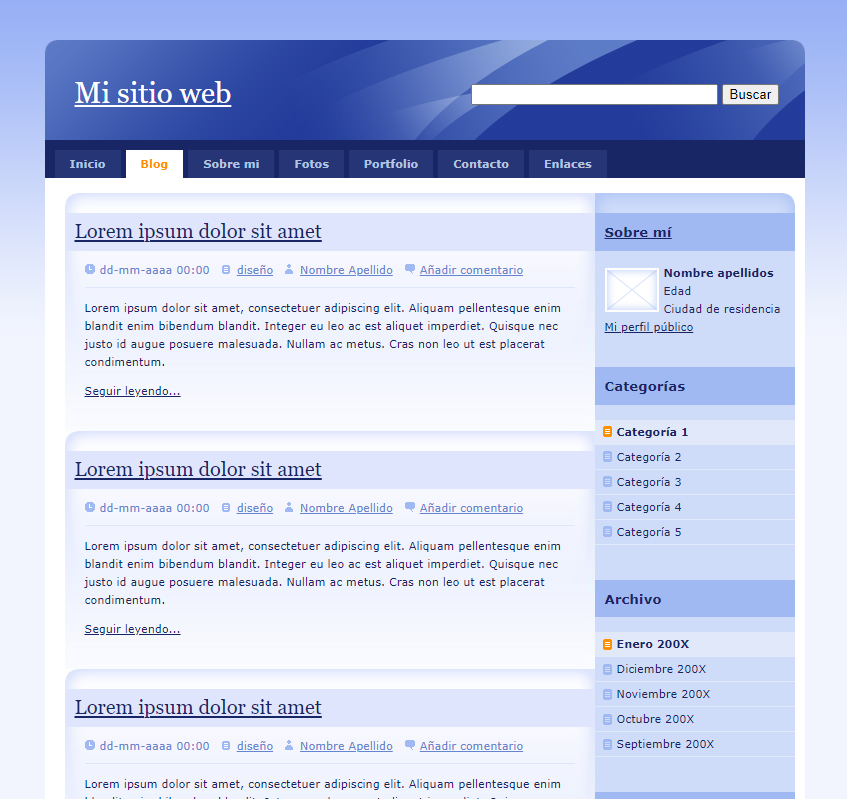 Mi sitio web
Buscar
Inicio Blog Sobre mi Fotos Portfolio Contacto Enlaces
Lorem ipsum dolor sit amet
dd-mm-aaaa 00:00 diseño Nombre Apellido Añadir comentario
Lorem ipsum dolor sit amet, consectetuer adipiscing elit. Aliquam pellentesque enim
blandit enim bibendum blandit. Integer eu leo ac est aliquet imperdiet. Quisque nec
justo id augue posuere malesuada. Nullam ac metus. Cras non leo ut est placerat
condimentum.
Seguir leyendo...
Lorem ipsum dolor sit amet
dd-mm-aaaa 00:00 diseño Nombre Apellido Añadir comentario
Lorem ipsum dolor sit amet, consectetuer adipiscing elit. Aliquam pellentesque enim
blandit enim bibendum blandit. Integer eu leo ac est aliquet imperdiet. Quisque nec
justo id augue posuere malesuada. Nullam ac metus. Cras non leo ut est placerat
condimentum.
Seguir leyendo...
Lorem ipsum dolor sit amet
dd-mm-aaaa 00:00 diseño Nombre Apellido Añadir comentario
Lorem ipsum dolor sit amet, consectetuer adipiscing elit. Aliquam pellentesque enim
Sobre mí
Nombre apellidos
Edad
Ciudad de residencia
Mi perfil público
Categorías
Categoría 1
Categoría 2
Categoría 3
Categoría 4
Categoría 5
Archivo
Enero 200X
Diciembre 200X
Noviembre 200X
Octubre 200X
Septiembre 200X